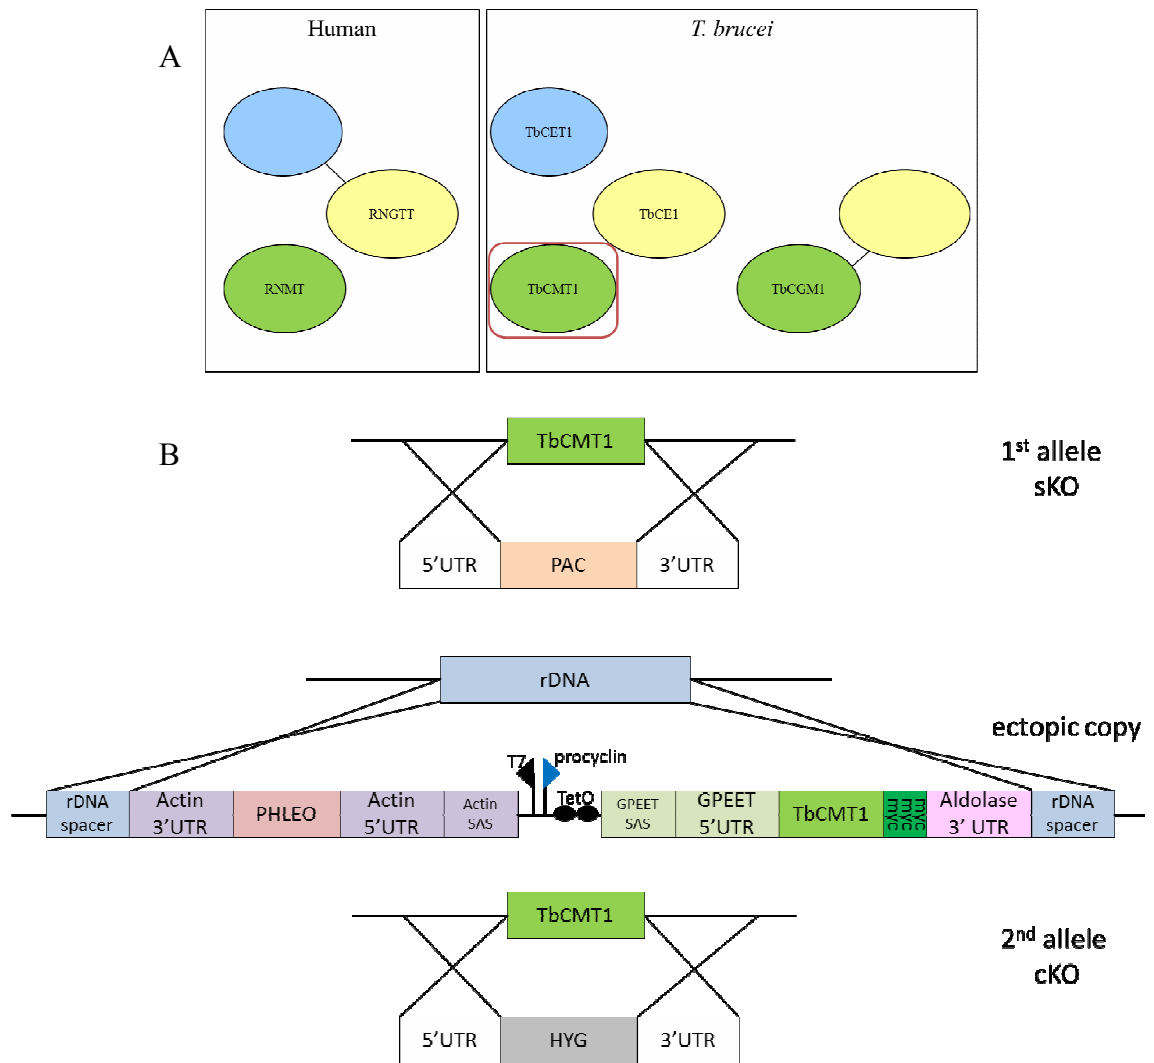 A
Human
T. brucei
TbCET1
RNGTT
TbCE1
RNMT
TbCMT1
TbCGM1
B
TbCMT1
1st allele
sKO
5'UTR
PAC
3'UTR
rDNA
ectopic copy
T7
procyclin
TetO
rDNA
spacer
Actin
3'UTR
PHLEO
Actin
5'UTR
Actin
SAS
GPEET
SAS
GPEET
5'UTR
TbCMT1
myc
myc
myc
Aldolase
3' UTR
rDNA
spacer
TbCMT1
2nd allele
cKO
5'UTR
HYG
3'UTR